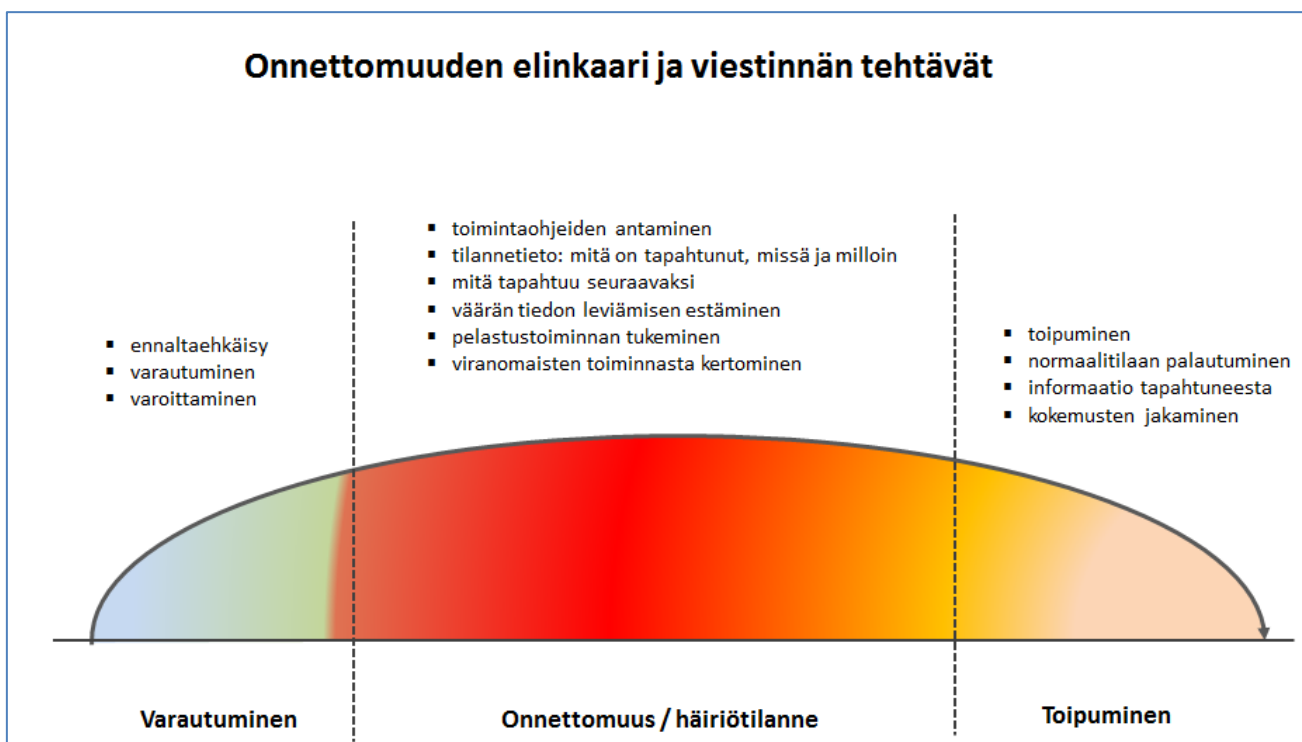 Onnettomuuden elinkaari ja viestinnän tehtävät
▪ ennaltaehkäisy
▪ varautuminen
▪ varoittaminen
▪ toimintaohjeiden antaminen
▪ tilannetieto: mitä on tapahtunut, missä ja milloin
▪ mitä tapahtuu seuraavaksi
▪ väärän tiedon leviämisen estäminen
▪ pelastustoiminnan tukeminen
▪ viranomaisten toiminnasta kertominen
▪ toipuminen
▪ normaalitilaan palautuminen
▪ informaatio tapahtuneesta
▪ kokemusten jakaminen
Varautuminen
Onnettomuus / häiriötilanne
Toipuminen